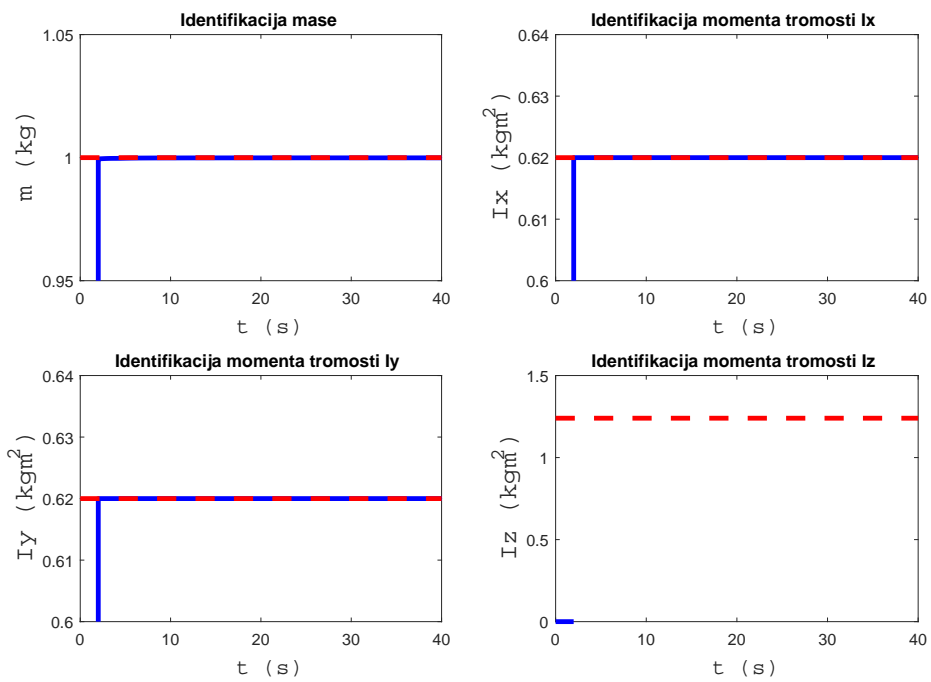 Identifikacija mase
1.05
1
0.95
m (kg)
0 10 20 30 40
t (s)
Identifikacija momenta tromosti Ix
0.64
0.63
0.62
0.61
0.6
Ix (kgm²)
0 10 20 30 40
t (s)
Identifikacija momenta tromosti Iy
0.64
0.63
0.62
0.61
0.6
Iy (kgm²)
0 10 20 30 40
t (s)
Identifikacija momenta tromosti Iz
1.5
1
0.5
0
Iz (kgm²)
0 10 20 30 40
t (s)